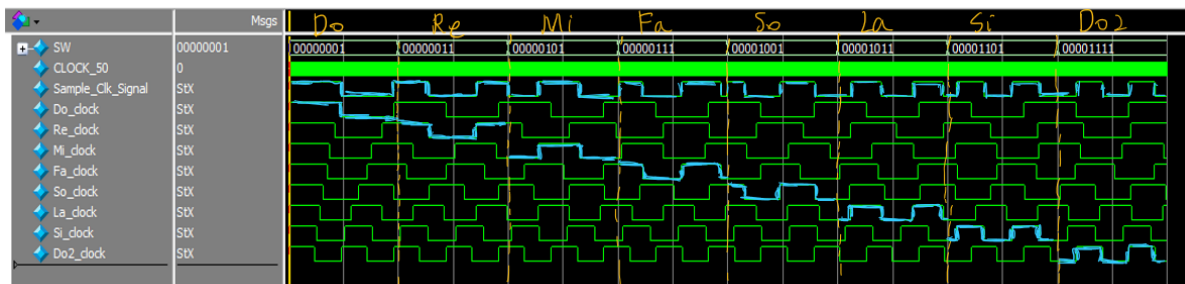 Msgs Do Re Mi Fa So La Si Do2
SW 00000001 00000001 00000011 00000101 00000111 00001001 00001011 00001101 00001111
CLOCK_50 0
Sample_Clk_Signal StX
Do_clock StX
Re_clock StX
Mi_clock StX
Fa_clock StX
So_clock StX
La_clock StX
Si_clock StX
Do2_clock StX